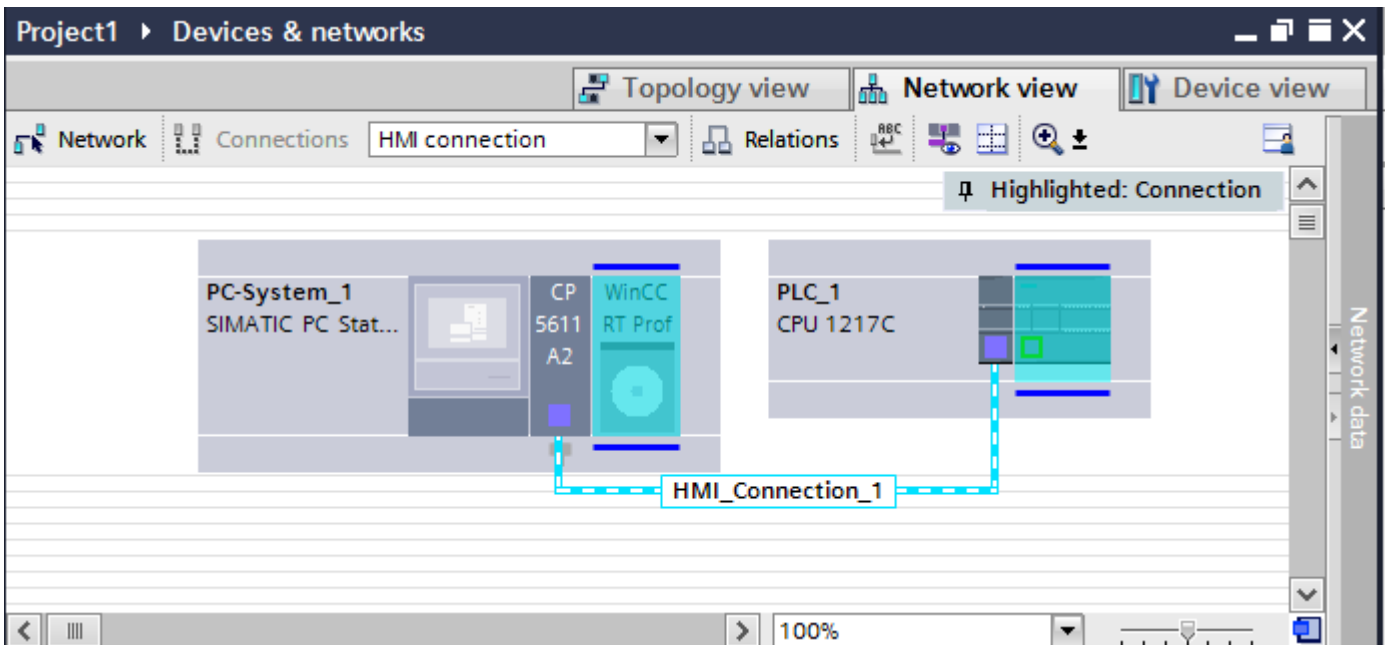 Project1 ▸ Devices & networks
Topology view
Network view
Device view
Network
Connections
HMI connection
Relations
ABC
Highlighted: Connection
PC-System_1
SIMATIC PC Stat...
CP
5611
A2
WinCC
RT Prof
PLC_1
CPU 1217C
HMI_Connection_1
Network data
100%